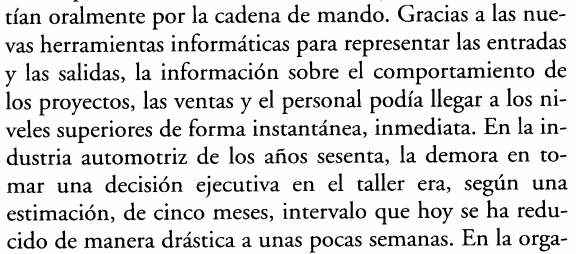 tían oralmente por la cadena de mando. Gracias a las nue-
vas herramientas informáticas para representar las entradas
y las salidas, la información sobre el comportamiento de
los proyectos, las ventas y el personal podía llegar a los ni-
veles superiores de forma instantánea, inmediata. En la in-
dustria automotriz de los años sesenta, la demora en to-
mar una decisión ejecutiva en el taller era, según una
estimación, de cinco meses, intervalo que hoy se ha redu-
cido de manera drástica a unas pocas semanas. En la orga-